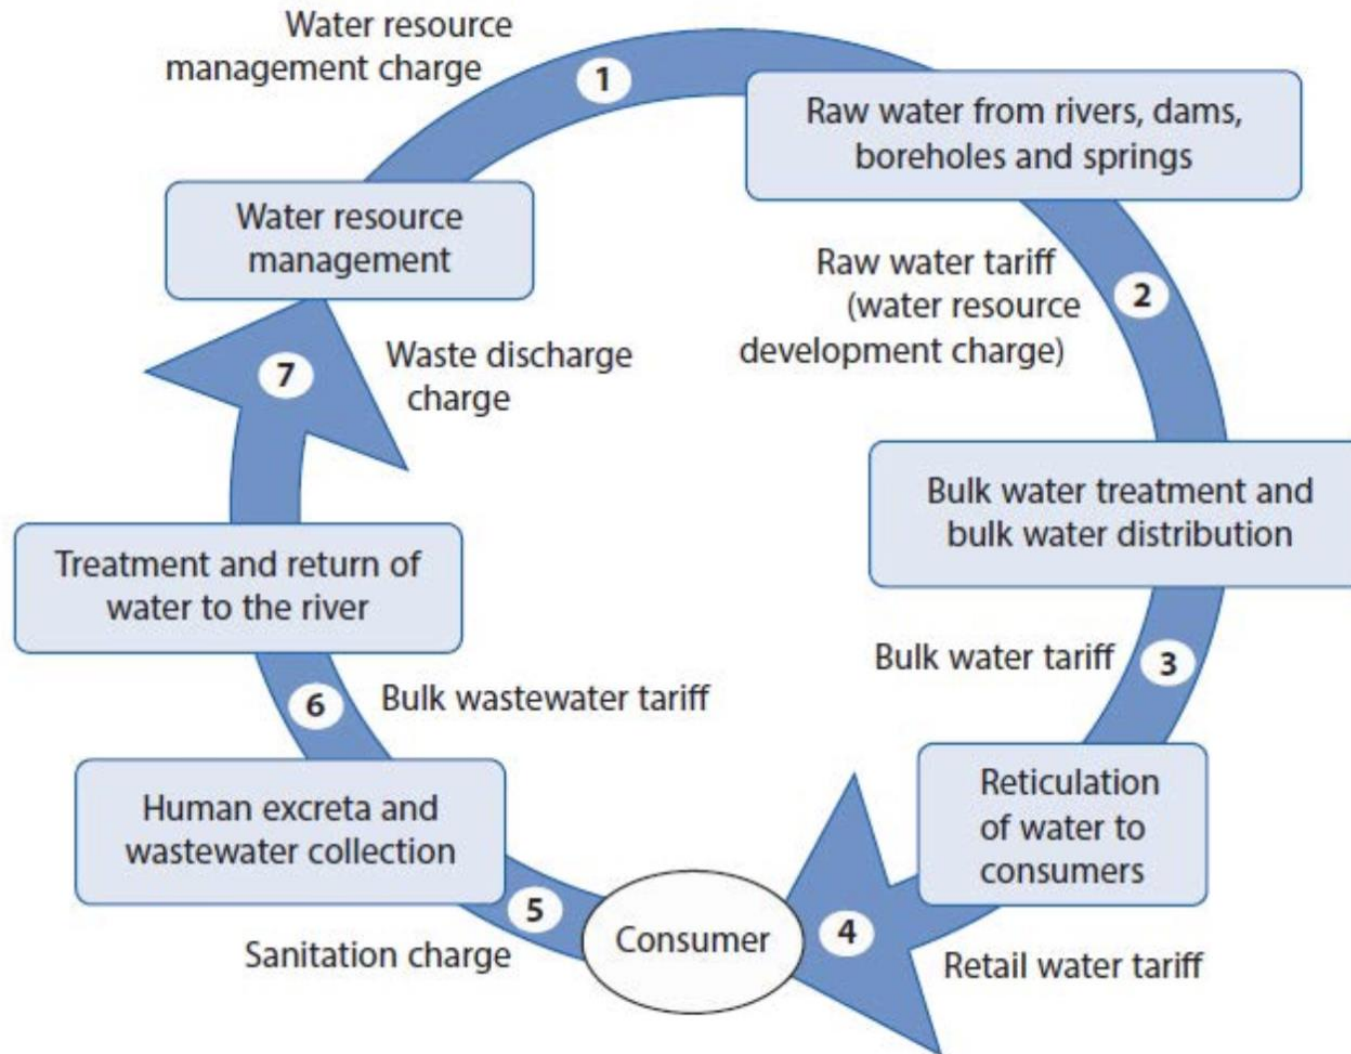 Water resource
management charge
1
Raw water from rivers, dams,
boreholes and springs
Water resource
management
Raw water tariff
(water resource
development charge)
2
Waste discharge
charge
7
Bulk water treatment and
bulk water distribution
Treatment and return of
water to the river
Bulk water tariff
3
6
Bulk wastewater tariff
Reticulation
of water to
consumers
Human excreta and
wastewater collection
5
Consumer
4
Sanitation charge
Retail water tariff